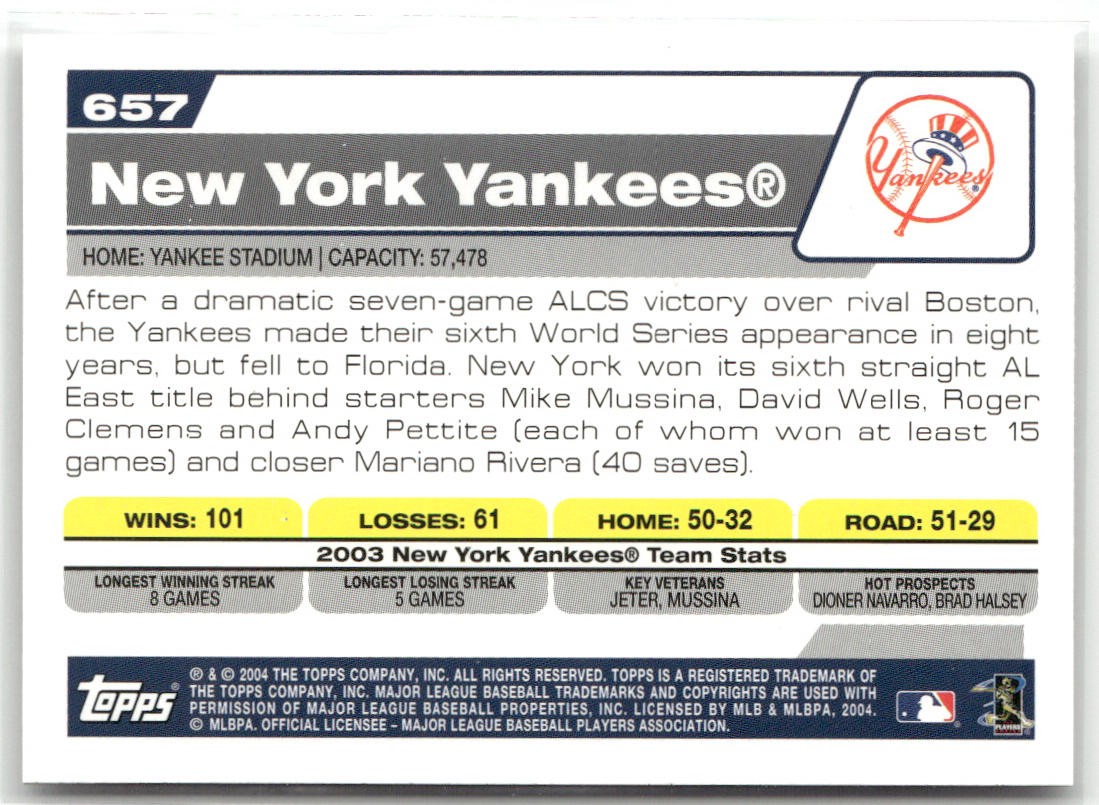 657
New York Yankees®
Yankees®
HOME: YANKEE STADIUM | CAPACITY: 57,478
After a dramatic seven-game ALCS victory over rival Boston,
the Yankees made their sixth World Series appearance in eight
years, but fell to Florida. New York won its sixth straight AL
East title behind starters Mike Mussina, David Wells, Roger
Clemens and Andy Pettite (each of whom won at least 15
games) and closer Mariano Rivera (40 saves).
WINS: 101 LOSSES: 61 HOME: 50-32 ROAD: 51-29
2003 New York Yankees® Team Stats
LONGEST WINNING STREAK LONGEST LOSING STREAK KEY VETERANS HOT PROSPECTS
8 GAMES 5 GAMES JETER, MUSSINA DIONER NAVARRO, BRAD HALSEY
TOPPS®
® & © 2004 THE TOPPS COMPANY, INC. ALL RIGHTS RESERVED. TOPPS IS A REGISTERED TRADEMARK OF
THE TOPPS COMPANY, INC. MAJOR LEAGUE BASEBALL TRADEMARKS AND COPYRIGHTS ARE USED WITH
PERMISSION OF MAJOR LEAGUE BASEBALL PROPERTIES, INC. LICENSED BY MLB & MLBPA, 2004.
© MLBPA. OFFICIAL LICENSEE – MAJOR LEAGUE BASEBALL PLAYERS ASSOCIATION.
PLAYERS